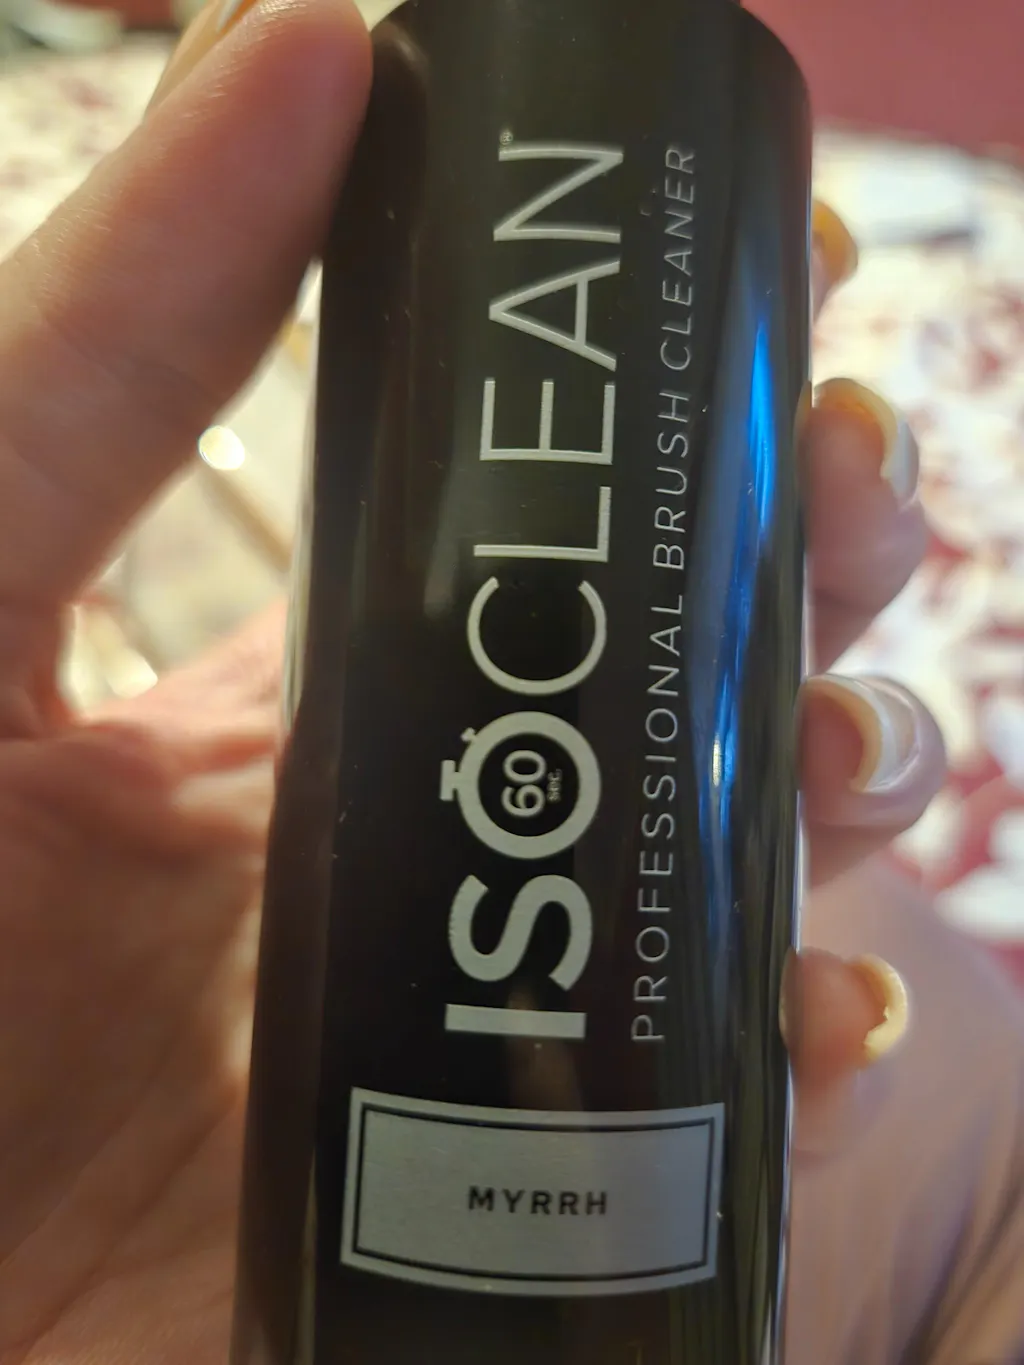 ISOCLEAN®
60
sec.
PROFESSIONAL BRUSH CLEANER
MYRRH